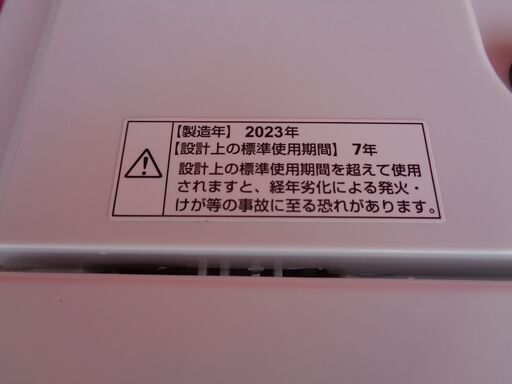 【製造年】 2023年
【設計上の標準使用期間】 7年
設計上の標準使用期間を超えて使用
されますと、経年劣化による発火・
けが等の事故に至る恐れがあります。